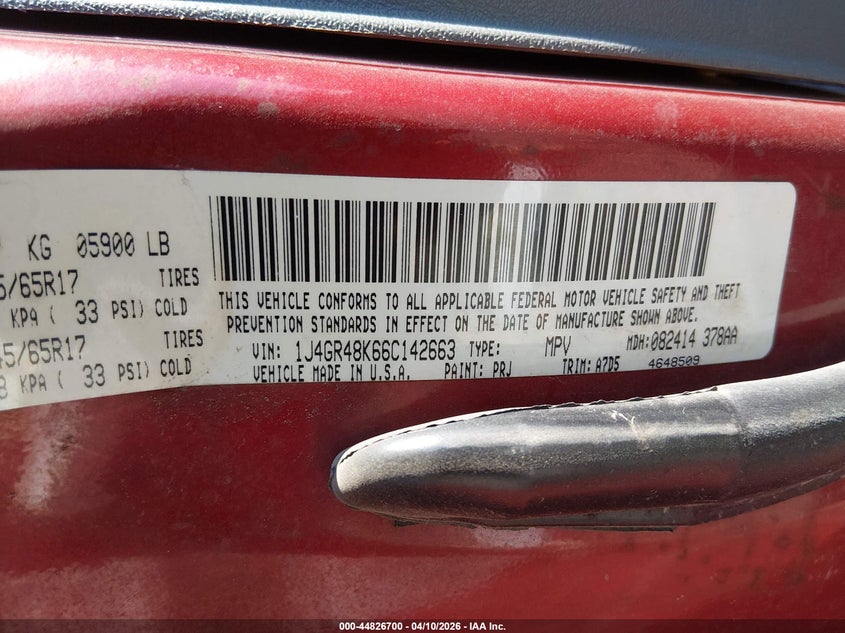 KG 05900 LB
5/65R17 TIRES
KPA ( 33 PSI) COLD
45/65R17 TIRES
KPA ( 33 PSI) COLD
THIS VEHICLE CONFORMS TO ALL APPLICABLE FEDERAL MOTOR VEHICLE SAFETY AND THEFT
PREVENTION STANDARDS IN EFFECT ON THE DATE OF MANUFACTURE SHOWN ABOVE.
VIN: 1J4GR48K66C142663 TYPE: MPV MDH: 082414 378AA
VEHICLE MADE IN U.S.A. PAINT: PRJ TRIM: A7D5 4648509
000-44826700 | 04/10/2026 | IAA Inc.